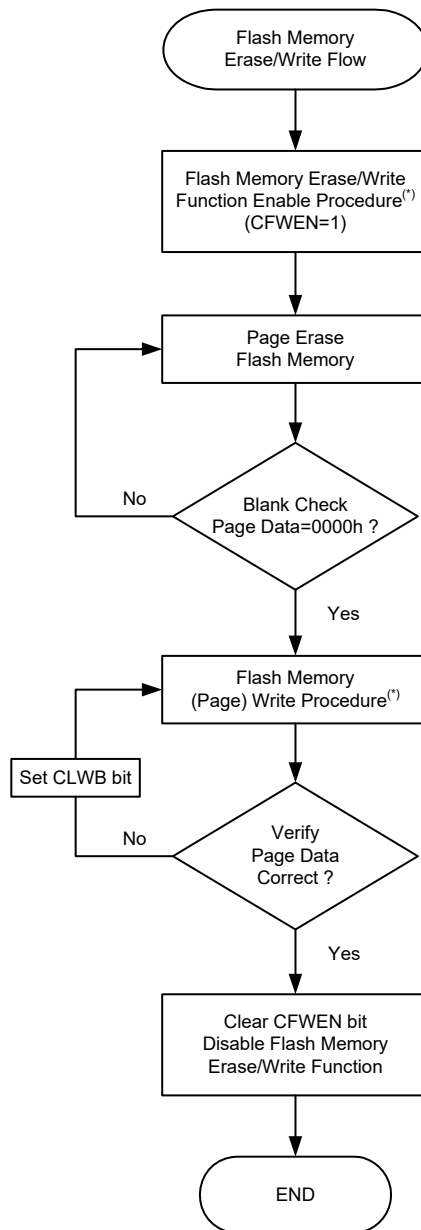 Flash Memory
Erase/Write Flow
Flash Memory Erase/Write
Function Enable Procedure(*)
(CFWEN=1)
Page Erase
Flash Memory
No
Blank Check
Page Data=0000h ?
Yes
Flash Memory
(Page) Write Procedure(*)
Set CLWB bit
No
Verify
Page Data
Correct ?
Yes
Clear CFWEN bit
Disable Flash Memory
Erase/Write Function
END